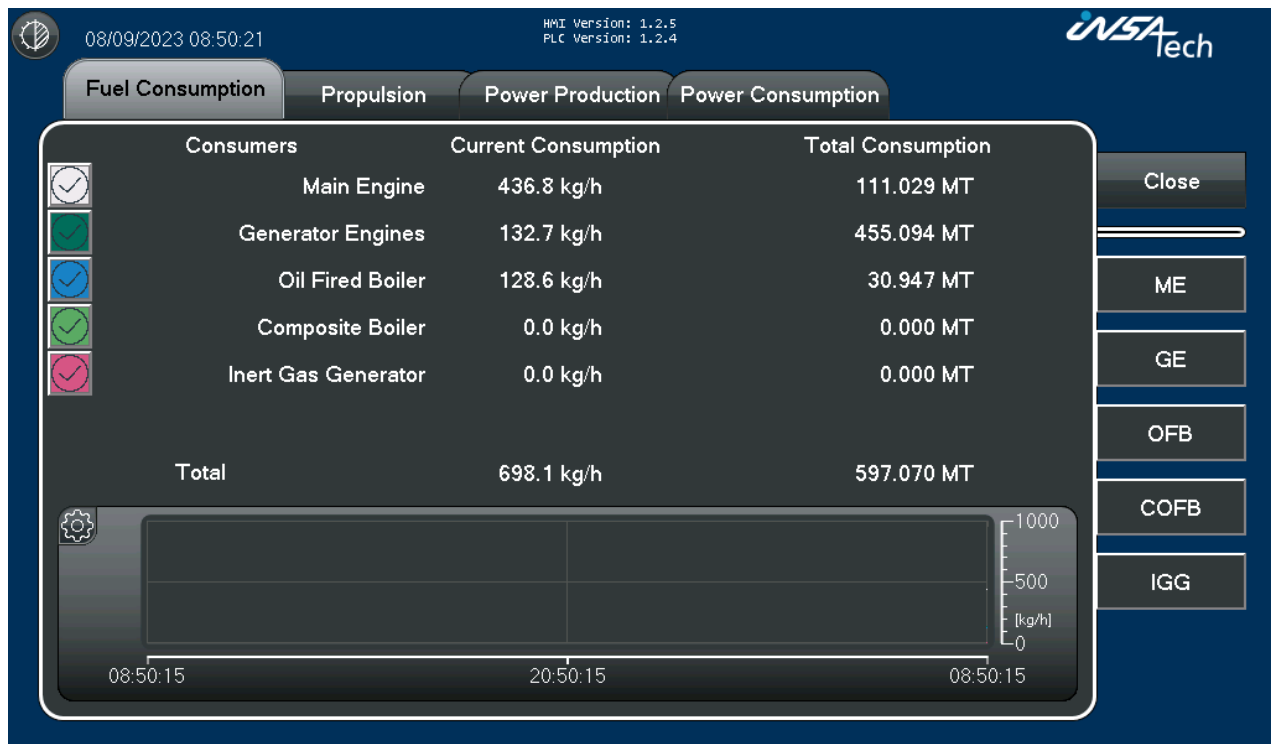 08/09/2023 08:50:21
HMI Version: 1.2.5
PLC Version: 1.2.4
iNSATech
Fuel Consumption Propulsion Power Production Power Consumption
Consumers Current Consumption Total Consumption
Main Engine 436.8 kg/h 111.029 MT
Generator Engines 132.7 kg/h 455.094 MT
Oil Fired Boiler 128.6 kg/h 30.947 MT
Composite Boiler 0.0 kg/h 0.000 MT
Inert Gas Generator 0.0 kg/h 0.000 MT
Total 698.1 kg/h 597.070 MT
1000
500
[kg/h]
0
08:50:15 20:50:15 08:50:15
Close
ME
GE
OFB
COFB
IGG